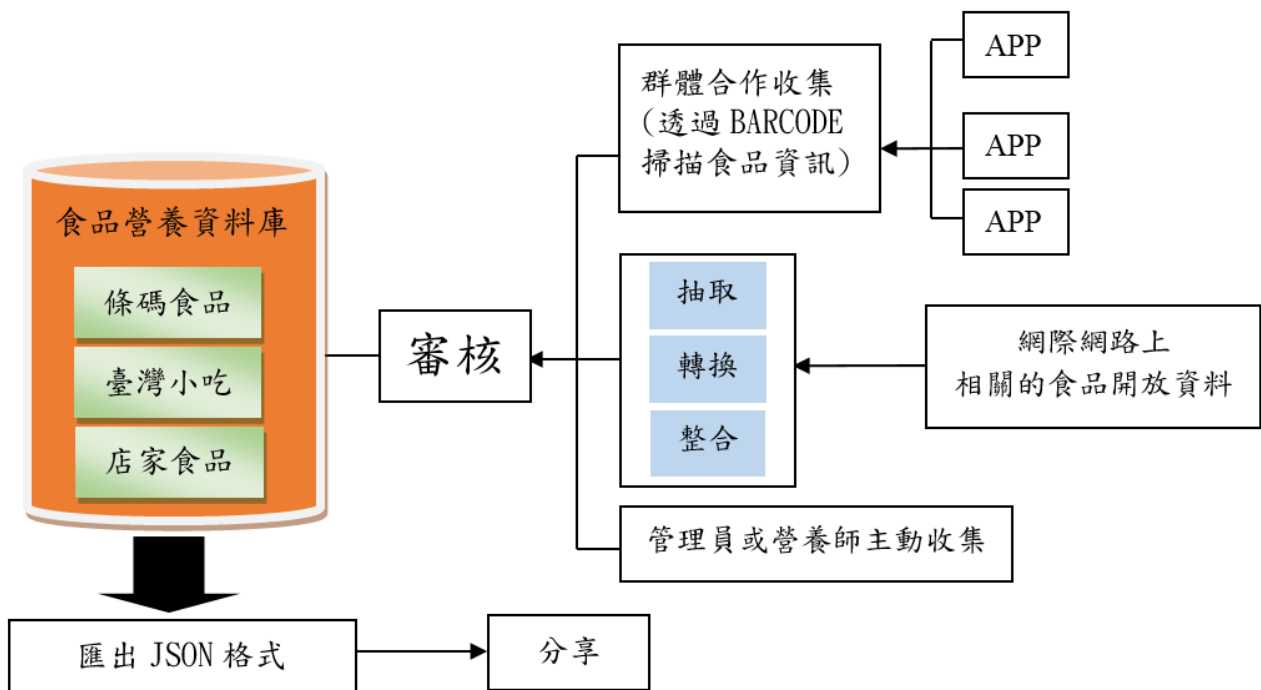 食品營養資料庫
條碼食品
臺灣小吃
店家食品
匯出 JSON 格式
分享
審核
群體合作收集
(透過 BARCODE
掃描食品資訊)
APP
APP
APP
抽取
轉換
整合
網際網路上
相關的食品開放資料
管理員或營養師主動收集